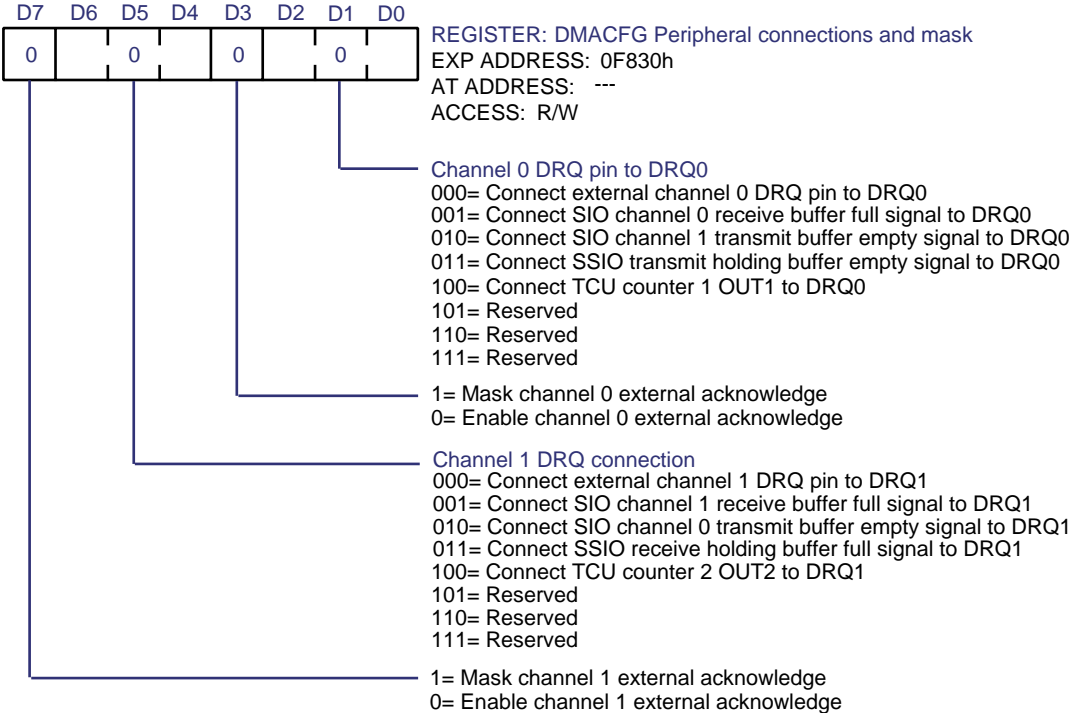 D7 D6 D5 D4 D3 D2 D1 D0
0 0 0 0
REGISTER: DMACFG Peripheral connections and mask
EXP ADDRESS: 0F830h
AT ADDRESS: ---
ACCESS: R/W
Channel 0 DRQ pin to DRQ0
000= Connect external channel 0 DRQ pin to DRQ0
001= Connect SIO channel 0 receive buffer full signal to DRQ0
010= Connect SIO channel 1 transmit buffer empty signal to DRQ0
011= Connect SSIO transmit holding buffer empty signal to DRQ0
100= Connect TCU counter 1 OUT1 to DRQ0
101= Reserved
110= Reserved
111= Reserved
1= Mask channel 0 external acknowledge
0= Enable channel 0 external acknowledge
Channel 1 DRQ connection
000= Connect external channel 1 DRQ pin to DRQ1
001= Connect SIO channel 1 receive buffer full signal to DRQ1
010= Connect SIO channel 0 transmit buffer empty signal to DRQ1
011= Connect SSIO receive holding buffer full signal to DRQ1
100= Connect TCU counter 2 OUT2 to DRQ1
101= Reserved
110= Reserved
111= Reserved
1= Mask channel 1 external acknowledge
0= Enable channel 1 external acknowledge